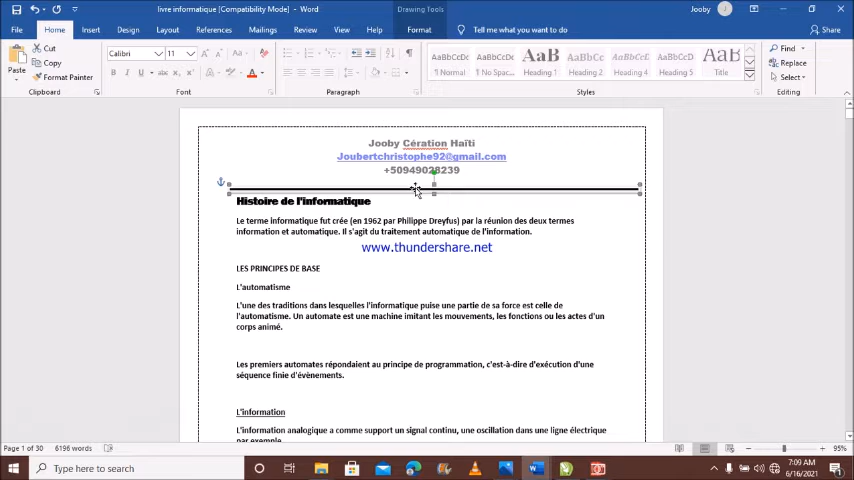 livre informatique [Compatibility Mode] - Word
Drawing Tools
Jooby J
File Home Insert Design Layout References Mailings Review View Help Format Tell me what you want to do Share
Paste
Cut
Copy
Format Painter
Clipboard
Calibri 11
Font
Paragraph
AaBbCcDc AaBbCcDc AaB AaBbCc AaBbCcD AaBbCc AaB
¶ Normal ¶ No Spac... Heading 1 Heading 2 Heading 4 Heading 5 Title
Styles
Find
Replace
Select
Editing
Jooby Cération Haïti
Joubertchristophe92@gmail.com
+50949028239
Histoire de l'informatique
Le terme informatique fut crée (en 1962 par Philippe Dreyfus) par la réunion des deux termes
information et automatique. Il s'agit du traitement automatique de l'information.
www.thundershare.net
LES PRINCIPES DE BASE
L'automatisme
L'une des traditions dans lesquelles l'informatique puise une partie de sa force est celle de
l'automatisme. Un automate est une machine imitant les mouvements, les fonctions ou les actes d'un
corps animé.
Les premiers automates répondaient au principe de programmation, c'est-à-dire d'exécution d'une
séquence finie d'évènements.
L'information
L'information analogique a comme support un signal continu, une oscillation dans une ligne électrique
par exemple.
Page 1 of 30 6196 words 95%
Type here to search
7:09 AM
6/16/2021